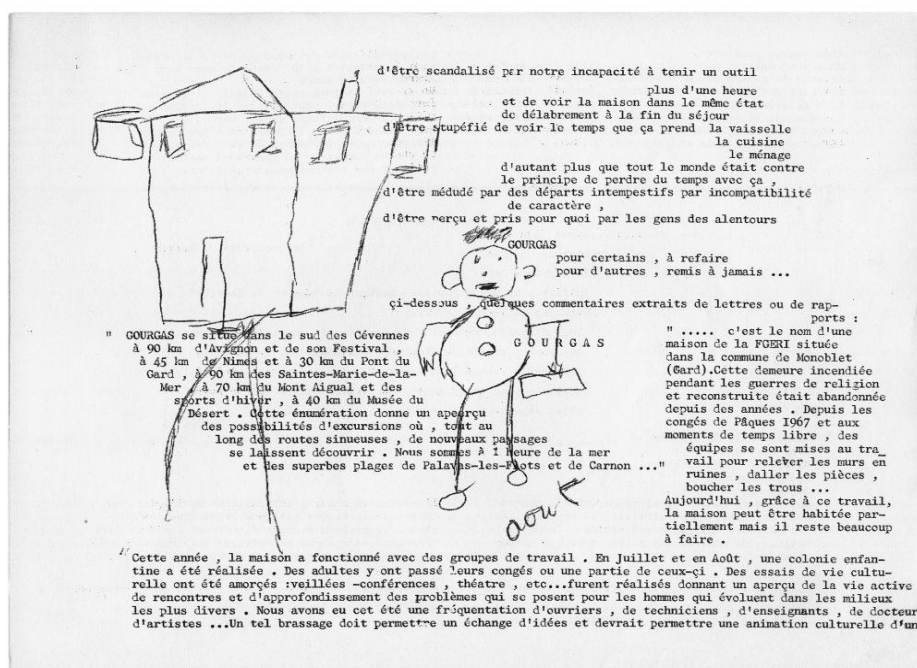 d'être scandalisé par notre incapacité à tenir un outil
plus d'une heure
et de voir la maison dans le même état
de délabrement à la fin du séjour
d'être stupéfié de voir le temps que ça prend la vaisselle
la cuisine
le ménage
d'autant plus que tout le monde était contre
le principe de perdre du temps avec ça ,
d'être médudé par des départs intempestifs par incompatibilité
de caractère ,
d'être perçu et pris pour quoi par les gens des alentours
GOURGAS
pour certains , à refaire
pour d'autres , remis à jamais ...
çi-dessous , quelques commentaires extraits de lettres ou de rap-
ports :
" GOURGAS se situe dans le sud des Cévennes
à 90 km d'Avignon et de son Festival ,
à 45 km de Nimes et à 30 km du Pont du
Gard , à 90 km des Saintes-Marie-de-la-
Mer , à 70 km du Mont Aigual et des
sports d'hiver , à 40 km du Musée du
Désert . Cette énumération donne un aperçu
des possibilités d'excursions où , tout au
long des routes sinueuses , de nouveaux paysages
se laissent découvrir . Nous sommes à 1 heure de la mer
et des superbes plages de Palavas-les-Flots et de Carnon ..."
GOURGAS
" ..... c'est le nom d'une
maison de la FGERI située
dans la commune de Monoblet
(Gard).Cette demeure incendiée
pendant les guerres de religion
et reconstruite était abandonnée
depuis des années . Depuis les
congés de Pâques I967 et aux
moments de temps libre , des
équipes se sont mises au tra_
vail pour relever les murs en
ruines , daller les pièces ,
boucher les trous ...
Aujourd'hui , grâce à ce travail,
la maison peut être habitée par-
tiellement mais il reste beaucoup
à faire .
aout
" Cette année , la maison a fonctionné avec des groupes de travail . En Juillet et en Août , une colonie enfan-
tine a été réalisée . Des adultes y ont passé leurs congés ou une partie de ceux-çi . Des essais de vie cultu-
relle ont été amorçés :veillées -conférences , théatre , etc...furent réalisés donnant un aperçu de la vie active
de rencontres et d'approfondissement des problèmes qui se posent pour les hommes qui évoluent dans les milieux
les plus divers . Nous avons eu cet été une fréquentation d'ouvriers , de techniciens , d'enseignants , de docteur
d'artistes ...Un tel brassage doit permettre un échange d'idées et devrait permettre une animation culturelle d'un